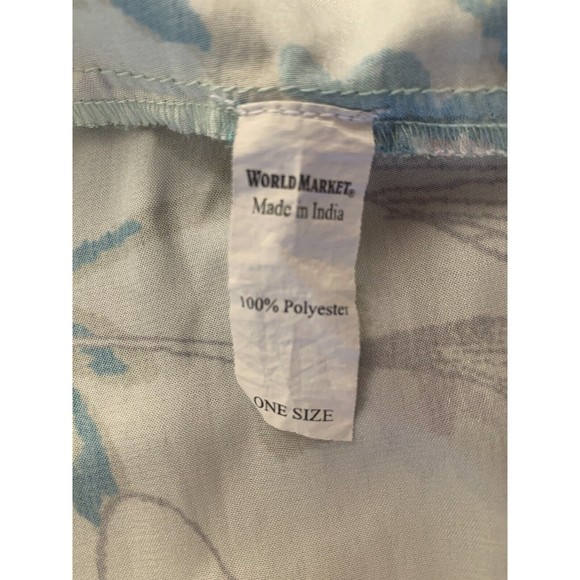 WORLD MARKET®
Made in India
100% Polyester
ONE SIZE